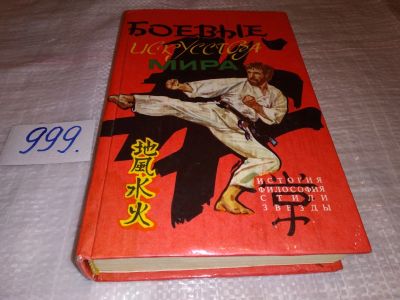 БОЕВЫЕ
ИСКУССТВА
МИРА
999.
地
風
水
火
ИСТОРИЯ
ФИЛОСОФИЯ
СТИЛИ
ЗВЕЗДЫ